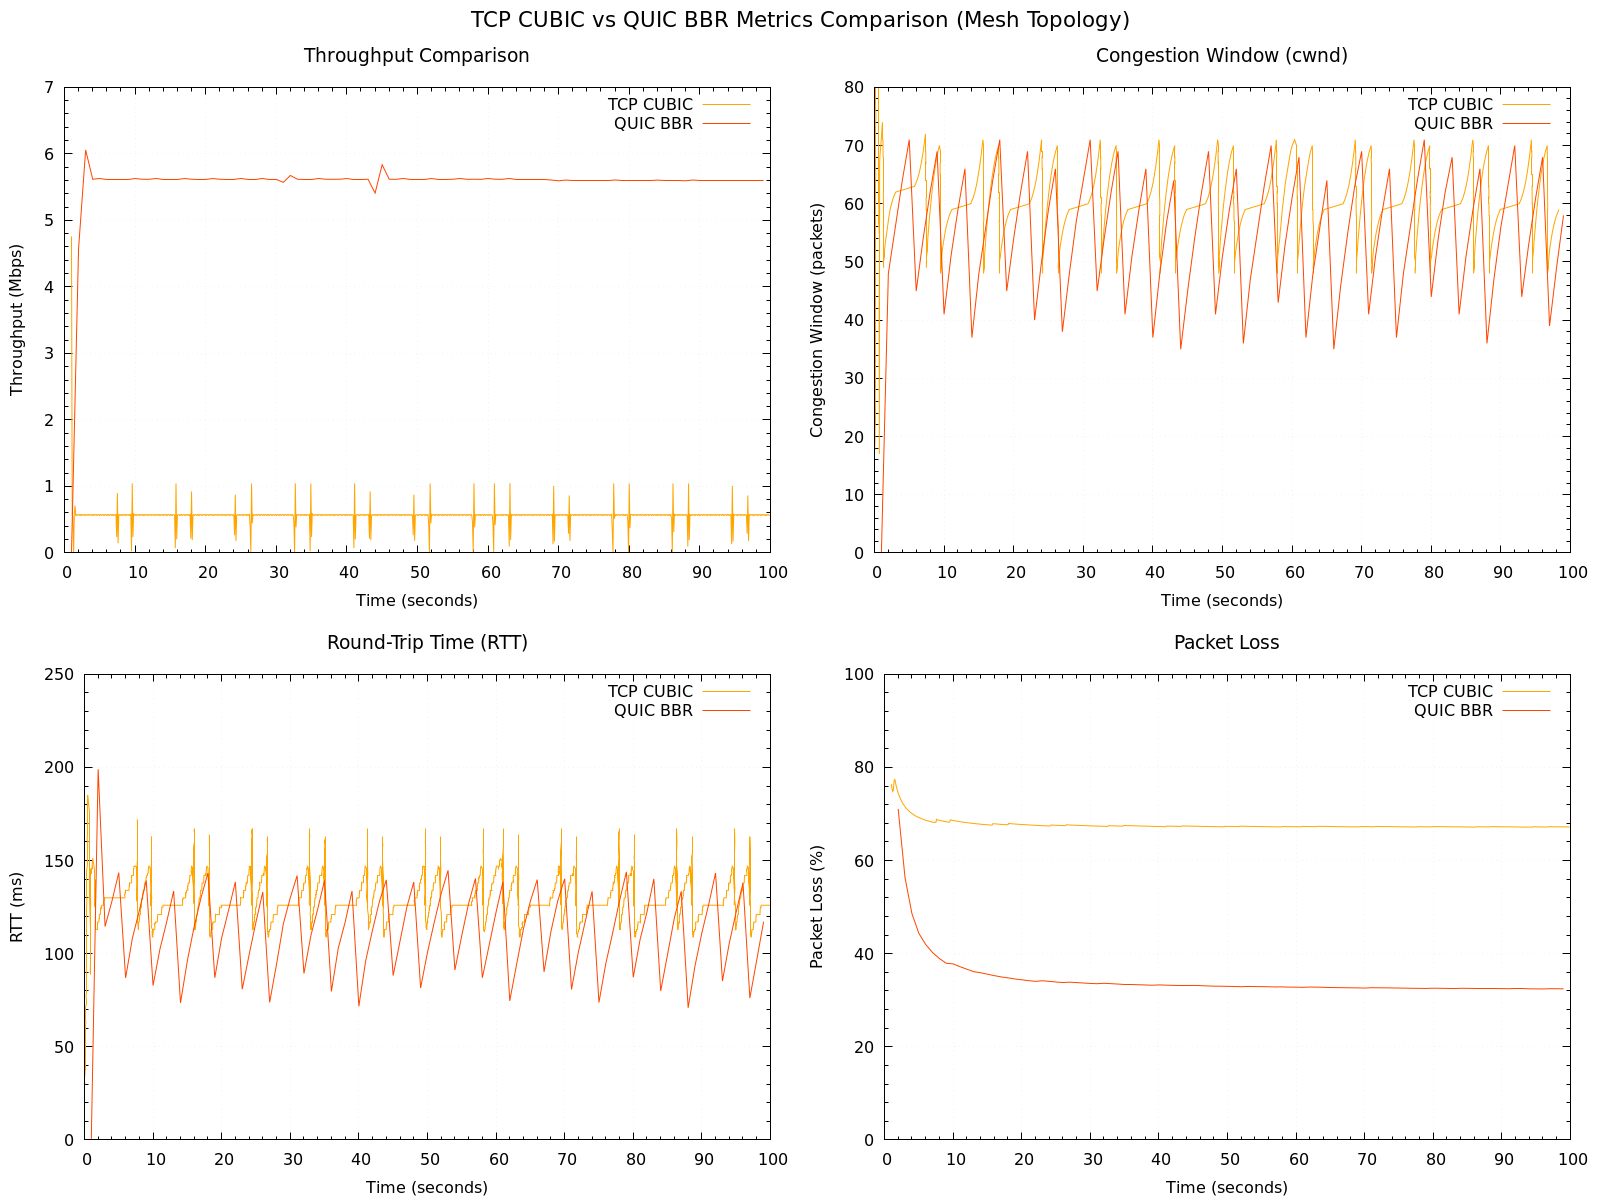 TCP CUBIC vs QUIC BBR Metrics Comparison (Mesh Topology)
Throughput Comparison
TCP CUBIC
QUIC BBR
Throughput (Mbps)
7
6
5
4
3
2
1
0
0 10 20 30 40 50 60 70 80 90 100
Time (seconds)
Congestion Window (cwnd)
TCP CUBIC
QUIC BBR
Congestion Window (packets)
80
70
60
50
40
30
20
10
0
0 10 20 30 40 50 60 70 80 90 100
Time (seconds)
Round-Trip Time (RTT)
TCP CUBIC
QUIC BBR
RTT (ms)
250
200
150
100
50
0
0 10 20 30 40 50 60 70 80 90 100
Time (seconds)
Packet Loss
TCP CUBIC
QUIC BBR
Packet Loss (%)
100
80
60
40
20
0
0 10 20 30 40 50 60 70 80 90 100
Time (seconds)